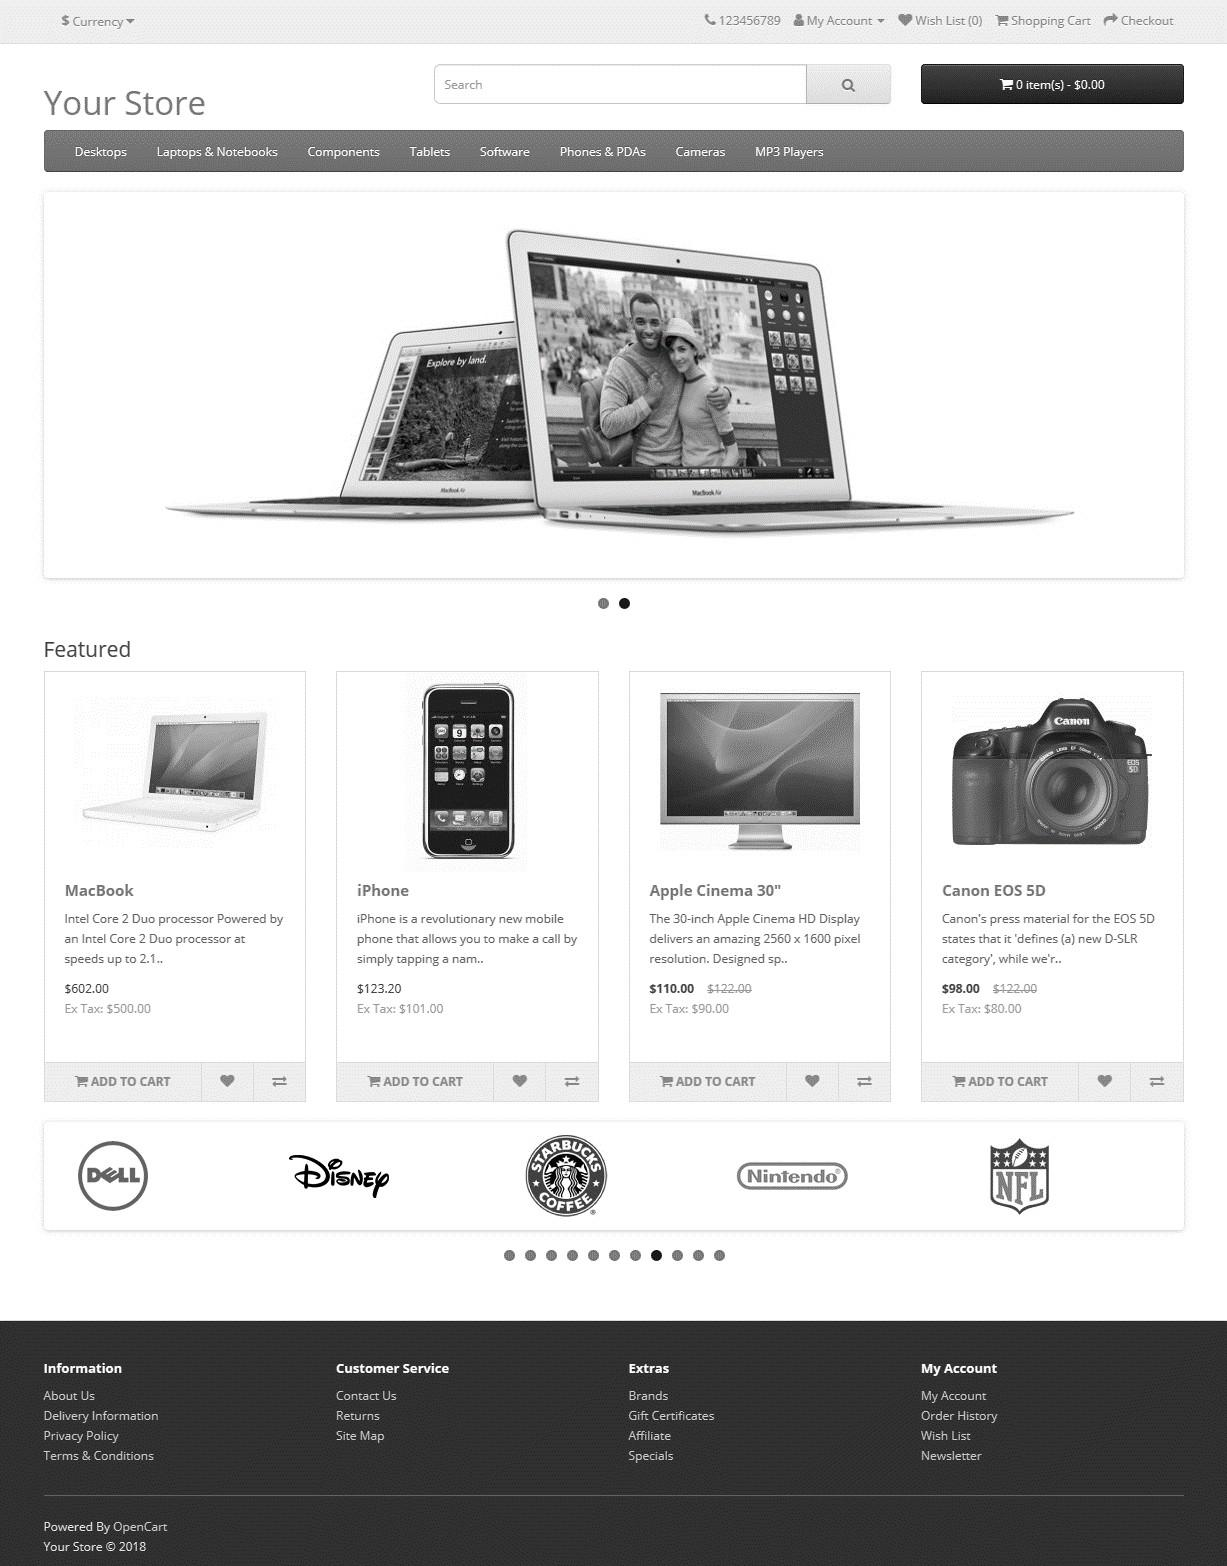 $ Currency
123456789 My Account Wish List (0) Shopping Cart Checkout
Your Store
Search
0 item(s) - $0.00
Desktops Laptops & Notebooks Components Tablets Software Phones & PDAs Cameras MP3 Players
Explore by land.
MacBook Air
MacBook Air
Featured
Canon
EOS
5D
MacBook
Intel Core 2 Duo processor Powered by
an Intel Core 2 Duo processor at
speeds up to 2.1..
$602.00
Ex Tax: $500.00
ADD TO CART
iPhone
iPhone is a revolutionary new mobile
phone that allows you to make a call by
simply tapping a nam..
$123.20
Ex Tax: $101.00
ADD TO CART
Apple Cinema 30"
The 30-inch Apple Cinema HD Display
delivers an amazing 2560 x 1600 pixel
resolution. Designed sp..
$110.00 $122.00
Ex Tax: $90.00
ADD TO CART
Canon EOS 5D
Canon's press material for the EOS 5D
states that it 'defines (a) new D-SLR
category', while we'r..
$98.00 $122.00
Ex Tax: $80.00
ADD TO CART
DELL
Disney
STARBUCKS
COFFEE
Nintendo
NFL
Information
About Us
Delivery Information
Privacy Policy
Terms & Conditions
Customer Service
Contact Us
Returns
Site Map
Extras
Brands
Gift Certificates
Affiliate
Specials
My Account
My Account
Order History
Wish List
Newsletter
Powered By OpenCart
Your Store © 2018